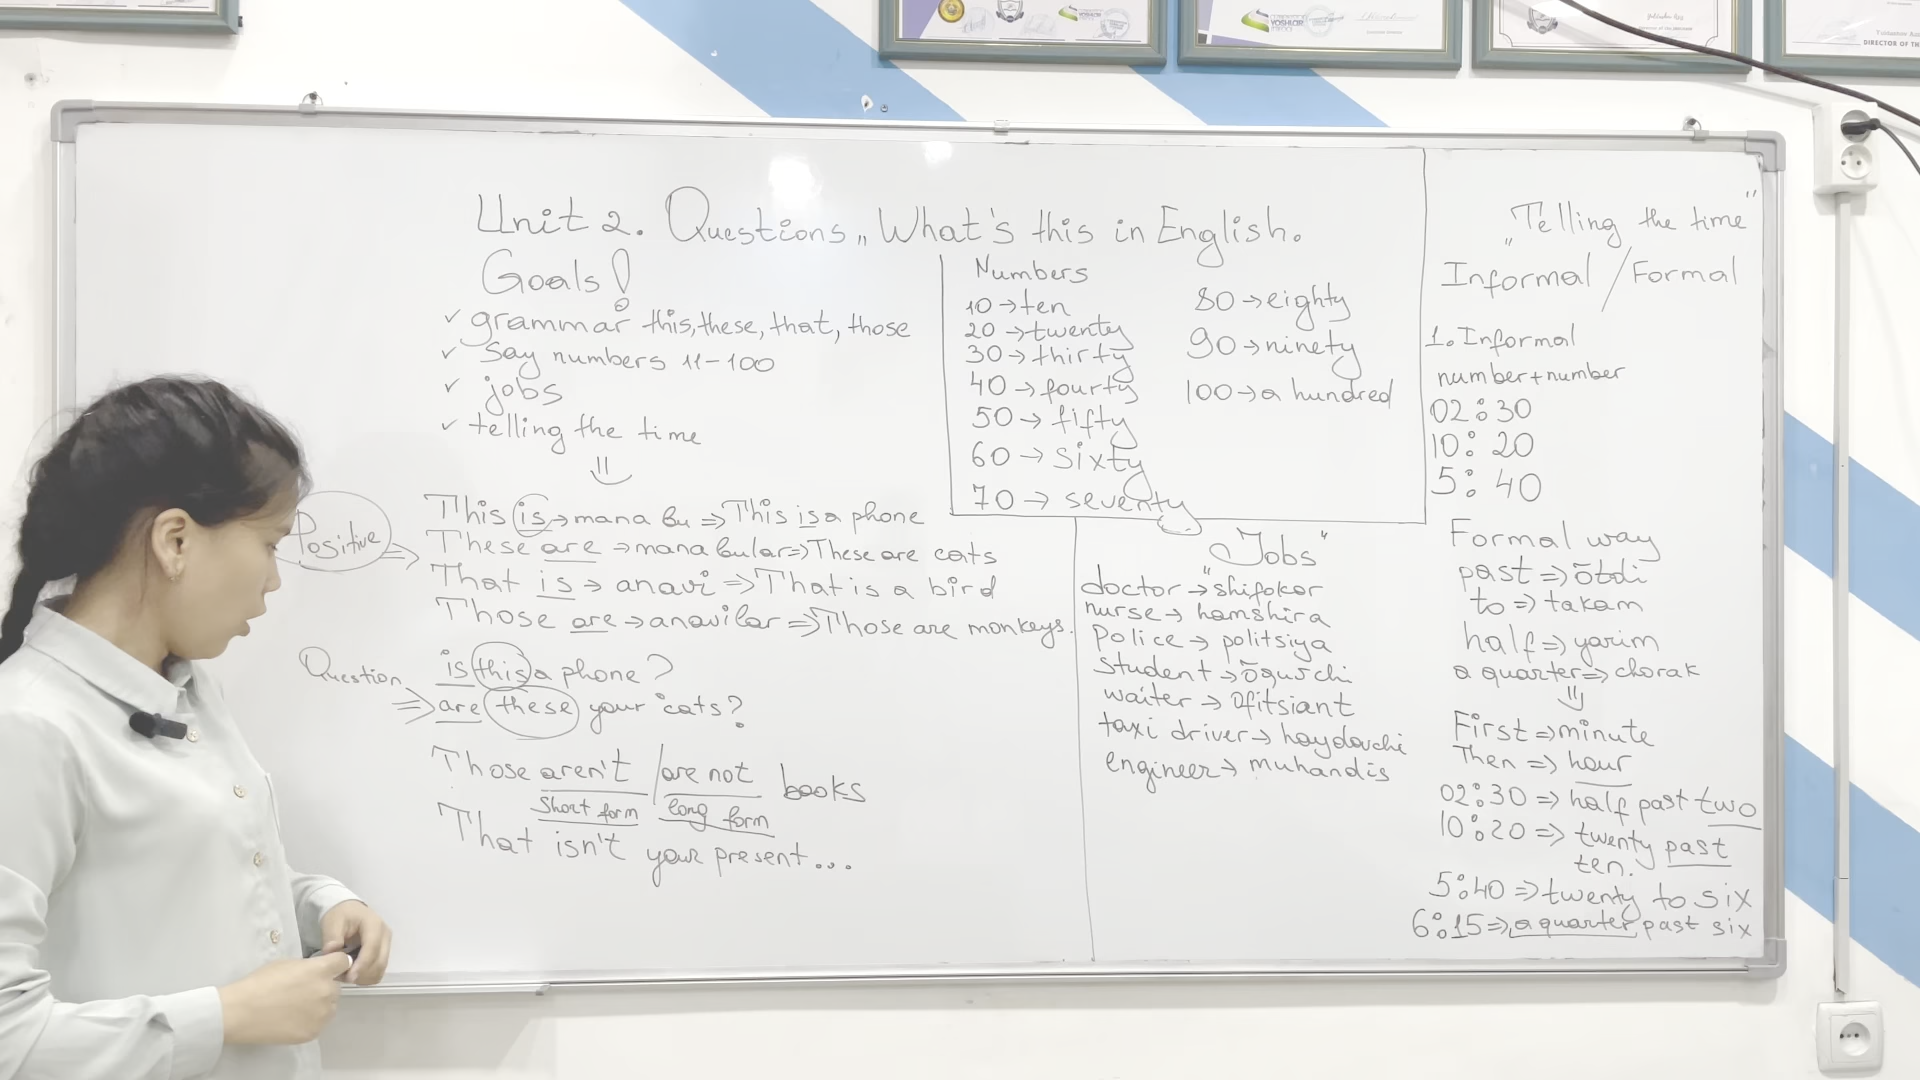 Unit 2. Questions „What's this in English.
Goals!
✓ grammar this, these, that, those
✓ Say numbers 11-100
✓ jobs
✓ telling the time
Positive
This is → mana bu ⇒ This is a phone
These are → mana bular ⇒ These are cats
That is → anavi ⇒ That is a bird
Those are → anavilar ⇒ Those are monkeys.
Question
is this a phone?
⇒ are these your cats?
Those aren't / are not books
Short form long form
That isn't your present...
Numbers
10 → ten
20 → twenty
30 → thirty
40 → fourty
50 → fifty
60 → sixty
70 → seventy
80 → eighty
90 → ninety
100 → a hundred
„Jobs"
doctor → shifokor
nurse → hamshira
Police → politsiya
Student → õquvchi
waiter → Ofitsiant
taxi driver → haydovchi
engineer → muhandis
„Telling the time"
Informal / Formal
1. Informal
number + number
02:30
10:20
5:40
Formal way
past ⇒ õtdi
to ⇒ takam
half ⇒ yarim
a quarter ⇒ chorak
First ⇒ minute
Then ⇒ hour
02:30 ⇒ half past two
10:20 ⇒ twenty past
ten.
5:40 ⇒ twenty to six
6:15 ⇒ a quarter past six
YOSHLAR
DIRECTOR OF TH